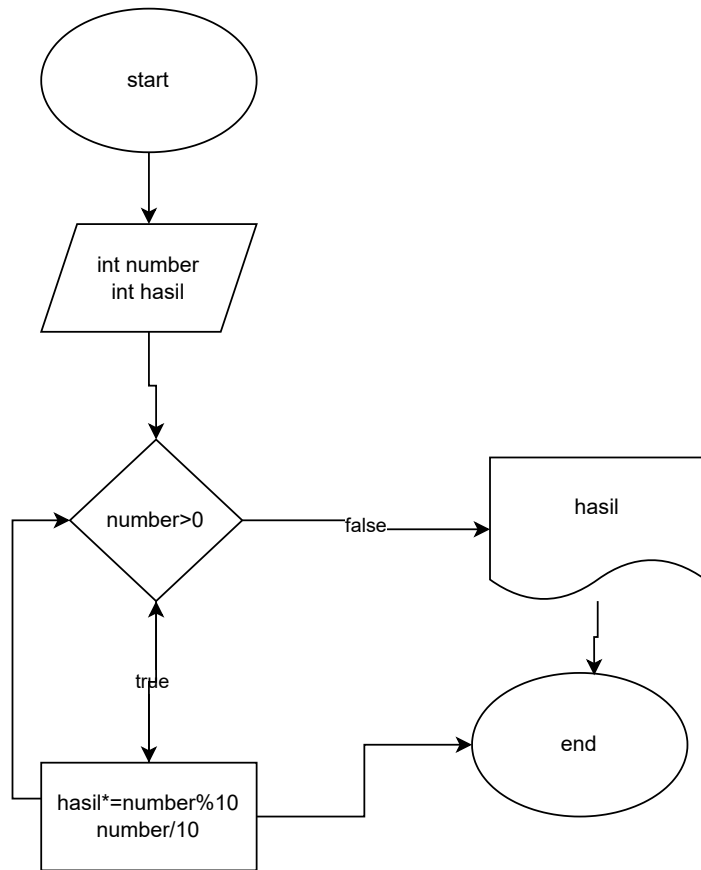 start
int number
int hasil
number>0
false
hasil
true
end
hasil*=number%10
number/10